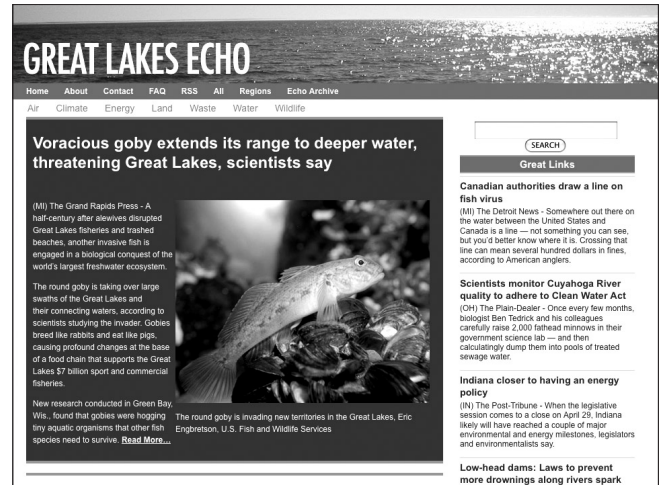 GREAT LAKES ECHO
Home About Contact FAQ RSS All Regions Echo Archive
Air Climate Energy Land Waste Water Wildlife
Voracious goby extends its range to deeper water,
threatening Great Lakes, scientists say
(MI) The Grand Rapids Press - A
half-century after alewives disrupted
Great Lakes fisheries and trashed
beaches, another invasive fish is
engaged in a biological conquest of the
world's largest freshwater ecosystem.
The round goby is taking over large
swaths of the Great Lakes and
their connecting waters, according to
scientists studying the invader. Gobies
breed like rabbits and eat like pigs,
causing profound changes at the base
of a food chain that supports the Great
Lakes $7 billion sport and commercial
fisheries.
New research conducted in Green Bay,
Wis., found that gobies were hogging
tiny aquatic organisms that other fish
species need to survive. Read More...
The round goby is invading new territories in the Great Lakes, Eric
Engbretson, U.S. Fish and Wildlife Services
SEARCH
Great Links
Canadian authorities draw a line on
fish virus
(MI) The Detroit News - Somewhere out there on
the water between the United States and
Canada is a line — not something you can see,
but you'd better know where it is. Crossing that
line can mean several hundred dollars in fines,
according to American anglers.
Scientists monitor Cuyahoga River
quality to adhere to Clean Water Act
(OH) The Plain-Dealer - Once every few months,
biologist Ben Tedrick and his colleagues
carefully raise 2,000 fathead minnows in their
government science lab — and then
calculatingly dump them into pools of treated
sewage water.
Indiana closer to having an energy
policy
(IN) The Post-Tribune - When the legislative
session comes to a close on April 29, Indiana
likely will have reached a couple of major
environmental and energy milestones, legislators
and environmentalists say.
Low-head dams: Laws to prevent
more drownings along rivers spark